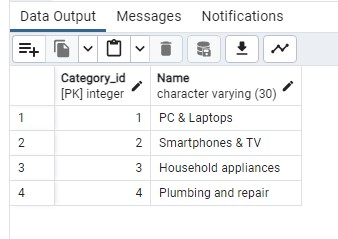 Data Output Messages Notifications
Category_id Name
[PK] integer character varying (30)
1 1 PC & Laptops
2 2 Smartphones & TV
3 3 Household appliances
4 4 Plumbing and repair